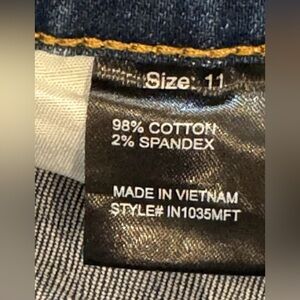 Size: 11
98% COTTON
2% SPANDEX
MADE IN VIETNAM
STYLE# IN1035MFT